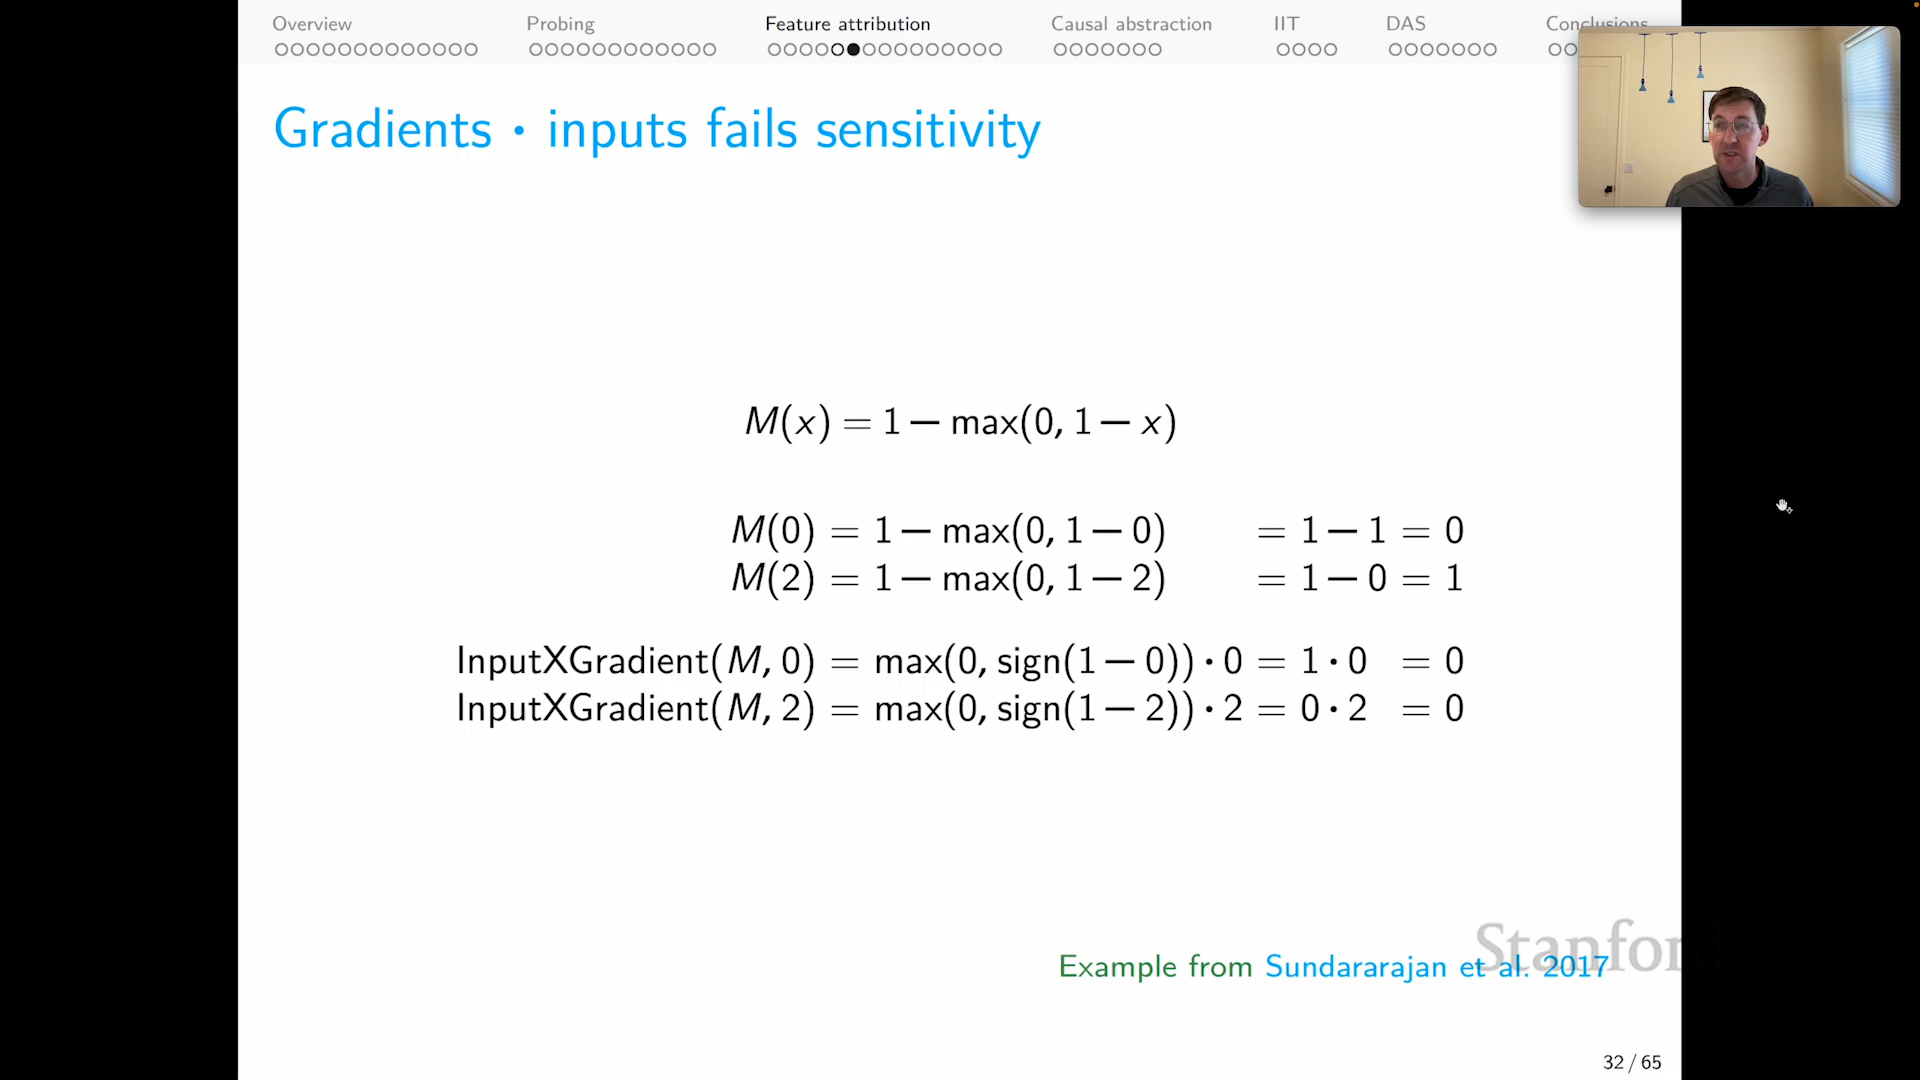 Overview Probing Feature attribution Causal abstraction IIT DAS Conclusions
Gradients · inputs fails sensitivity
M(x) = 1 − max(0, 1 − x)
M(0) = 1 − max(0, 1 − 0) = 1 − 1 = 0
M(2) = 1 − max(0, 1 − 2) = 1 − 0 = 1
InputXGradient(M, 0) = max(0, sign(1 − 0)) · 0 = 1 · 0 = 0
InputXGradient(M, 2) = max(0, sign(1 − 2)) · 2 = 0 · 2 = 0
Stanford
Example from Sundararajan et al. 2017
32 / 65